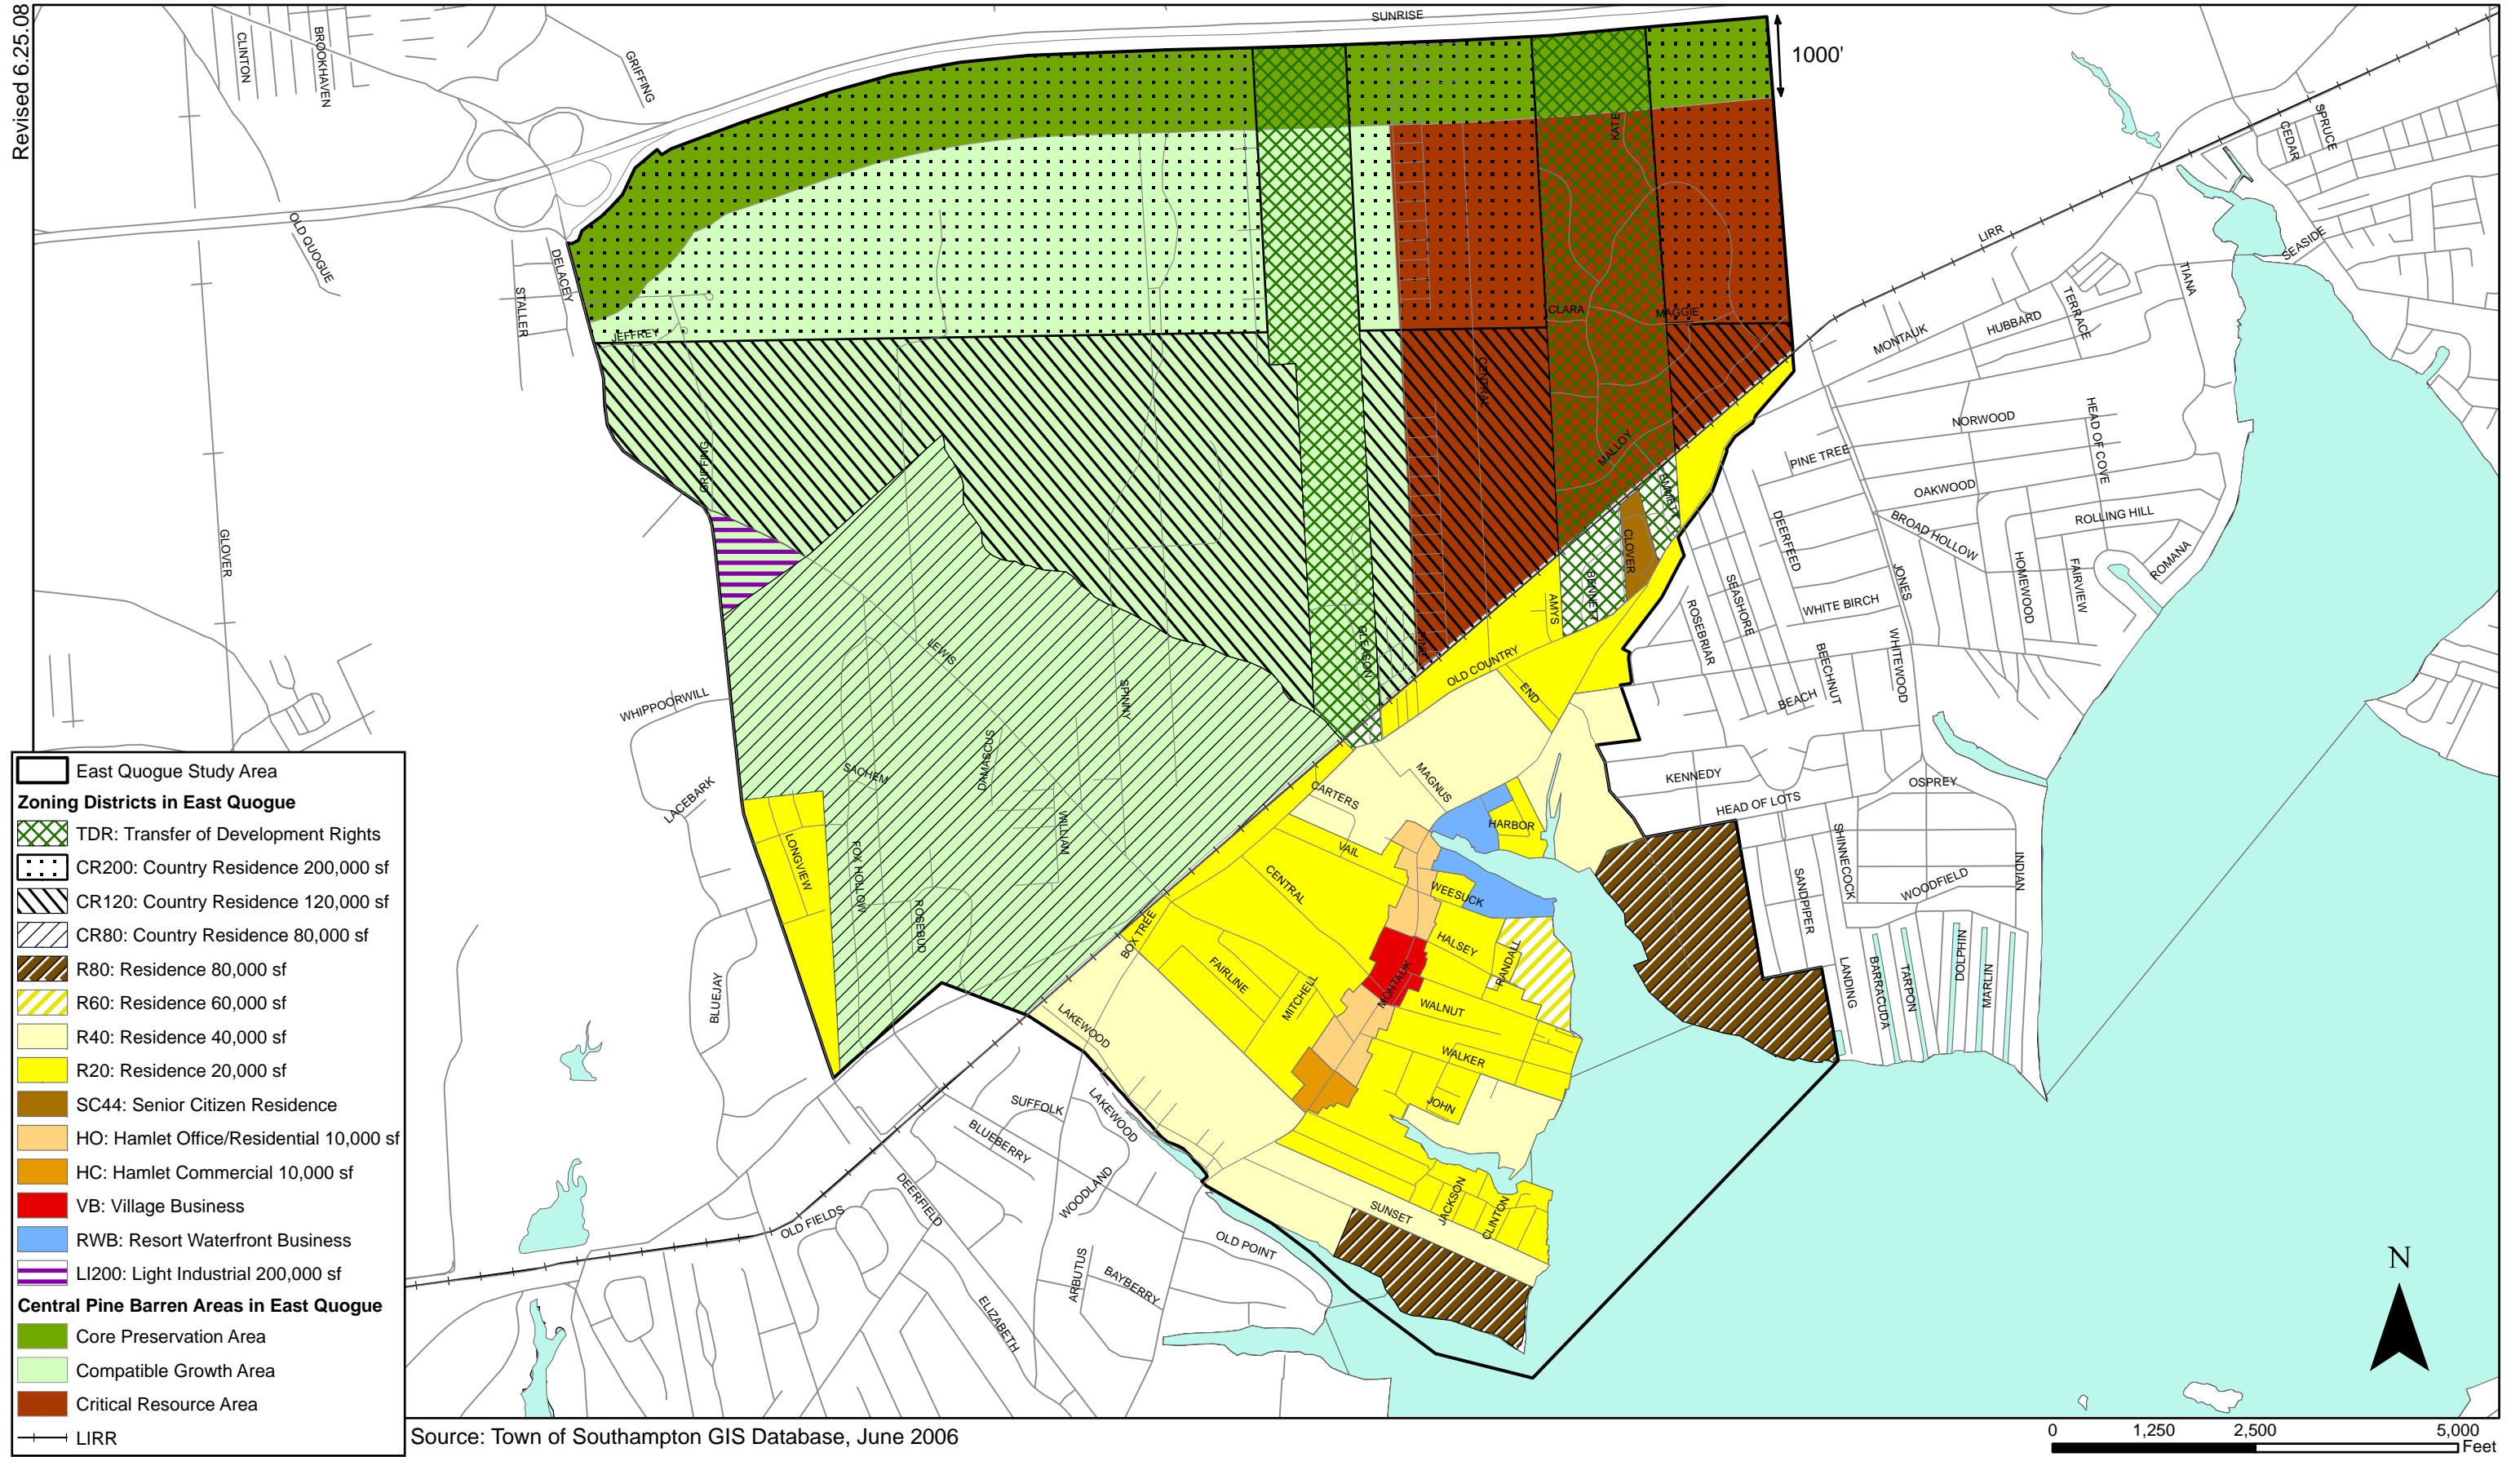 Revised 6.25.08
SUNRISE
1000'
CLINTON
BROOKHAVEN
GRIFFING
KATE
CEDAR
SPRUCE
OLD QUOGUE
DELACEY
STALLER
LIRR
SEASIDE
TIANA
TERRACE
HUBBARD
MONTAUK
JEFFREY
CLARA
MAGGIE
CENTRAL
NORWOOD
HEAD OF COVE
PINE TREE
OAKWOOD
GRIFFING
MALLOY
EMMETT
BROAD HOLLOW
ROLLING HILL
DEERFEED
GLOVER
CLOVER
BENNETT
AMYS
SEASHORE
ROSEBRIAR
WHITE BIRCH
JONES
HOMEWOOD
FAIRVIEW
ROMANA
LEWIS
GLEASON
PINE
OLD COUNTRY
END
BEECHNUT
WHITEWOOD
BEACH
WHIPPOORWILL
SPINNY
DAMASCUS
SACHEM
LACEBARK
WILLIAM
CARTERS
MAGNUS
KENNEDY
OSPREY
HEAD OF LOTS
HARBOR
LONGVIEW
FOX HOLLOW
VAIL
CENTRAL
WEESUCK
SHINNECOCK
INDIAN
SANDPIPER
WOODFIELD
ROSEBUD
BOX TREE
HALSEY
RANDALL
FAIRLINE
MITCHELL
MONTAUK
WALNUT
LANDING
BARRACUDA
TARPON
DOLPHIN
MARLIN
BLUEJAY
LAKEWOOD
WALKER
JOHN
SUFFOLK
LAKEWOOD
BLUEBERRY
WOODLAND
DEERFIELD
OLD FIELDS
SUNSET
JACKSON
CLINTON
OLD POINT
ARBUTUS
BAYBERRY
ELIZABETH
East Quogue Study Area
Zoning Districts in East Quogue
TDR: Transfer of Development Rights
CR200: Country Residence 200,000 sf
CR120: Country Residence 120,000 sf
CR80: Country Residence 80,000 sf
R80: Residence 80,000 sf
R60: Residence 60,000 sf
R40: Residence 40,000 sf
R20: Residence 20,000 sf
SC44: Senior Citizen Residence
HO: Hamlet Office/Residential 10,000 sf
HC: Hamlet Commercial 10,000 sf
VB: Village Business
RWB: Resort Waterfront Business
LI200: Light Industrial 200,000 sf
Central Pine Barren Areas in East Quogue
Core Preservation Area
Compatible Growth Area
Critical Resource Area
LIRR
N
Source: Town of Southampton GIS Database, June 2006
0 1,250 2,500 5,000
Feet